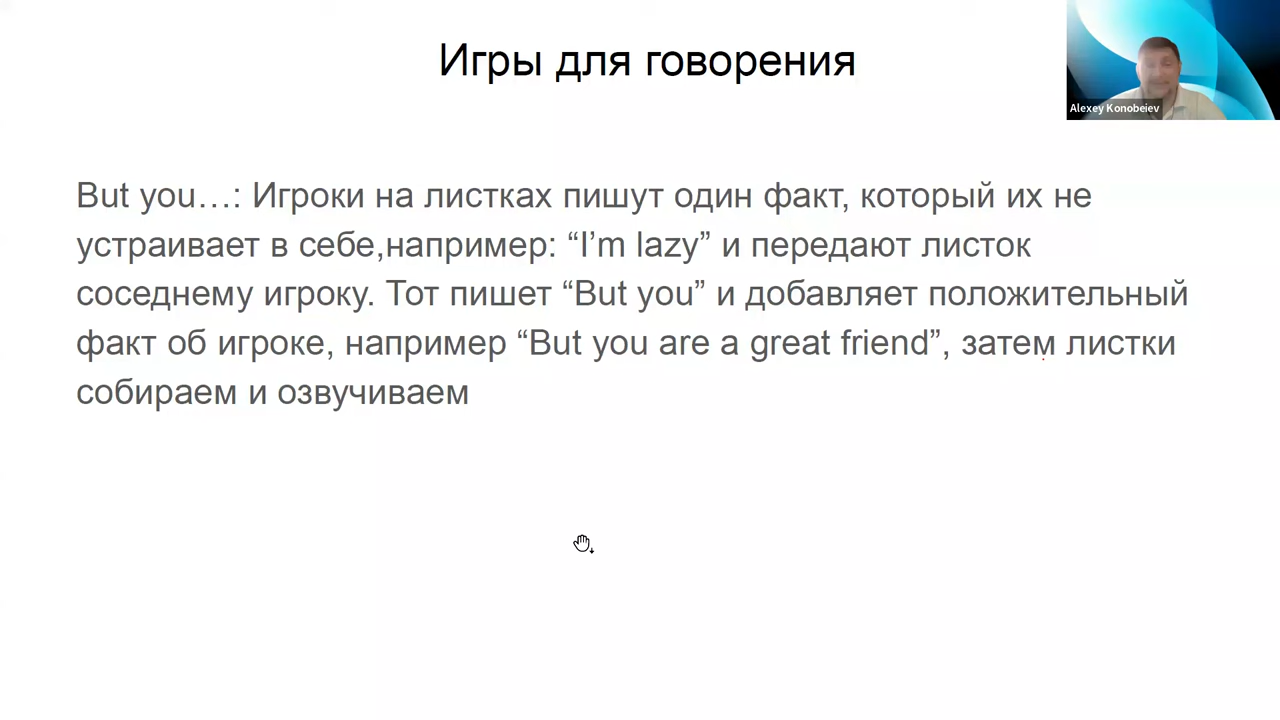 Игры для говорения
Alexey Konobeiev
But you…: Игроки на листках пишут один факт, который их не
устраивает в себе,например: “I’m lazy” и передают листок
соседнему игроку. Тот пишет “But you” и добавляет положительный
факт об игроке, например “But you are a great friend”, затем листки
собираем и озвучиваем